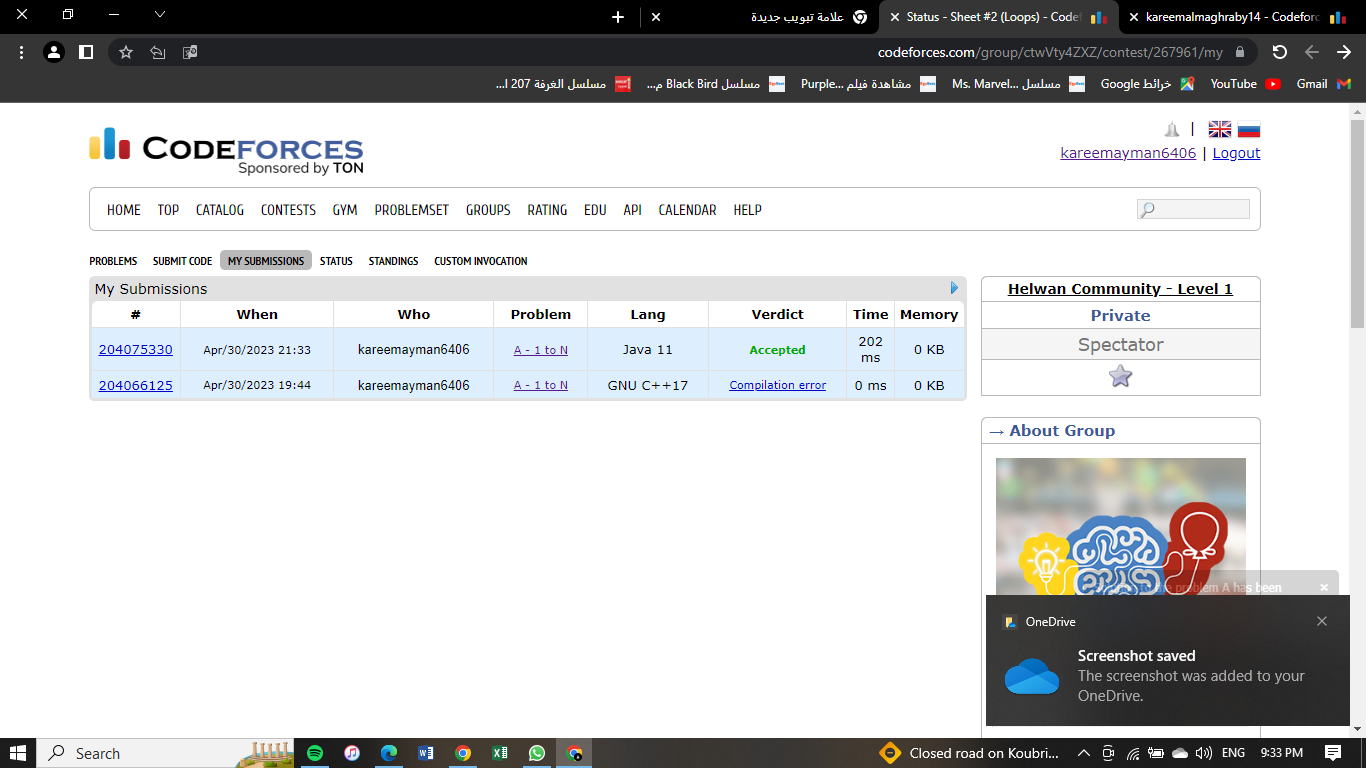 علامة تبويب جديدة
Status - Sheet #2 (Loops) - Codef
kareemalmaghraby14 - Codeforc
codeforces.com/group/ctwVty4ZXZ/contest/267961/my
مسلسل الغرفة 207 ا...
مسلسل Black Bird م...
مشاهدة فيلم Purple...
مسلسل Ms. Marvel...
خرائط Google
YouTube
Gmail
CODEFORCES
Sponsored by TON
kareemayman6406 | Logout
HOME TOP CATALOG CONTESTS GYM PROBLEMSET GROUPS RATING EDU API CALENDAR HELP
PROBLEMS SUBMIT CODE MY SUBMISSIONS STATUS STANDINGS CUSTOM INVOCATION
My Submissions
# When Who Problem Lang Verdict Time Memory
204075330 Apr/30/2023 21:33 kareemayman6406 A - 1 to N Java 11 Accepted 202 ms 0 KB
204066125 Apr/30/2023 19:44 kareemayman6406 A - 1 to N GNU C++17 Compilation error 0 ms 0 KB
Helwan Community - Level 1
Private
Spectator
→ About Group
the problem A has been
OneDrive
Screenshot saved
The screenshot was added to your
OneDrive.
Search
Closed road on Koubri...
ENG
9:33 PM